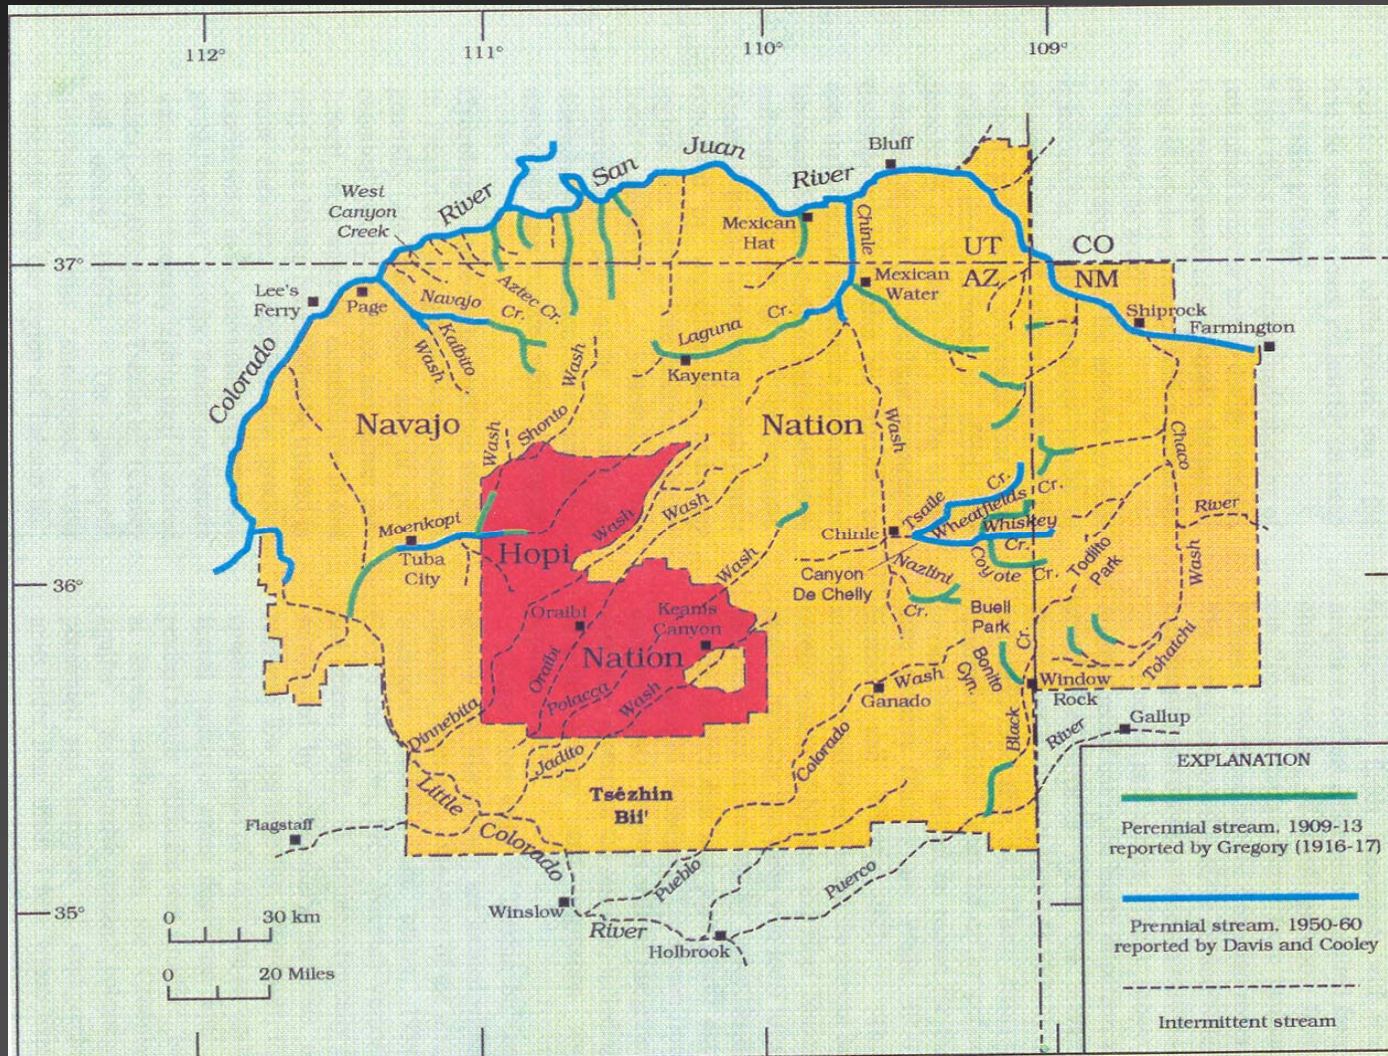 112°
111°
110°
109°
Bluff
San
Juan
River
River
West
Canyon
Creek
Mexican
Hat
Chinle
UT
CO
37°
AZ
NM
Mexican
Water
Lee's
Ferry
Page
Navajo
Cr.
Aztec Cr.
Kaibito
Wash
Laguna
Cr.
Shiprock
Farmington
Kayenta
Colorado
Navajo
Nation
Wash
Shonto
Wash
Wash
Chaco
Moenkopi
Tuba
City
Hopi
Wash
Wash
Wash
Chinle
Tsaile
Cr.
Wheatfields
Cr.
Whiskey
Cr.
Coyote
Cr.
River
Todilto
Park
Wash
36°
Canyon
De Chelly
Nazlini
Cr.
Buell
Park
Oraibi
Keams
Canyon
Nation
Oraibi
Polacca
Wash
Cr.
Bonito
Cyn.
Tohatchi
Wash
Ganado
Window
Rock
Dinnebita
Jadito
Colorado
Black
River
Gallup
Little
Colorado
Tsézhin
Bii'
Flagstaff
Pueblo
Puerco
35°
Winslow
River
Holbrook
0
30 km
0
20 Miles
EXPLANATION
Perennial stream, 1909-13
reported by Gregory (1916-17)
Prennial stream, 1950-60
reported by Davis and Cooley
Intermittent stream